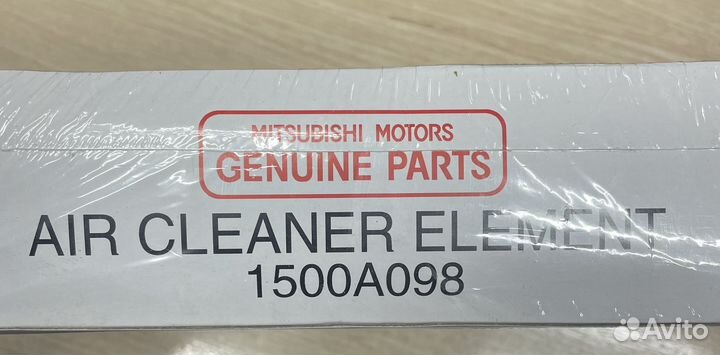 MITSUBISHI MOTORS
GENUINE PARTS
AIR CLEANER ELEMENT
1500A098
Avito